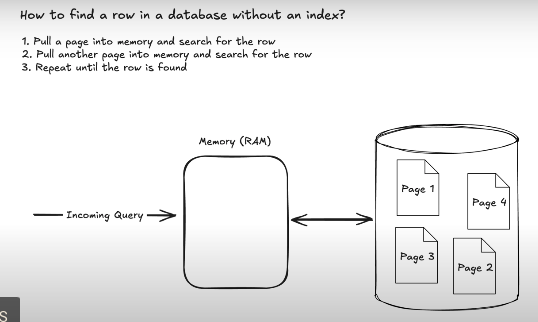 How to find a row in a database without an index?
1. Pull a page into memory and search for the row
2. Pull another page into memory and search for the row
3. Repeat until the row is found
Memory (RAM)
Incoming Query
Page 1
Page 4
Page 3
Page 2
S